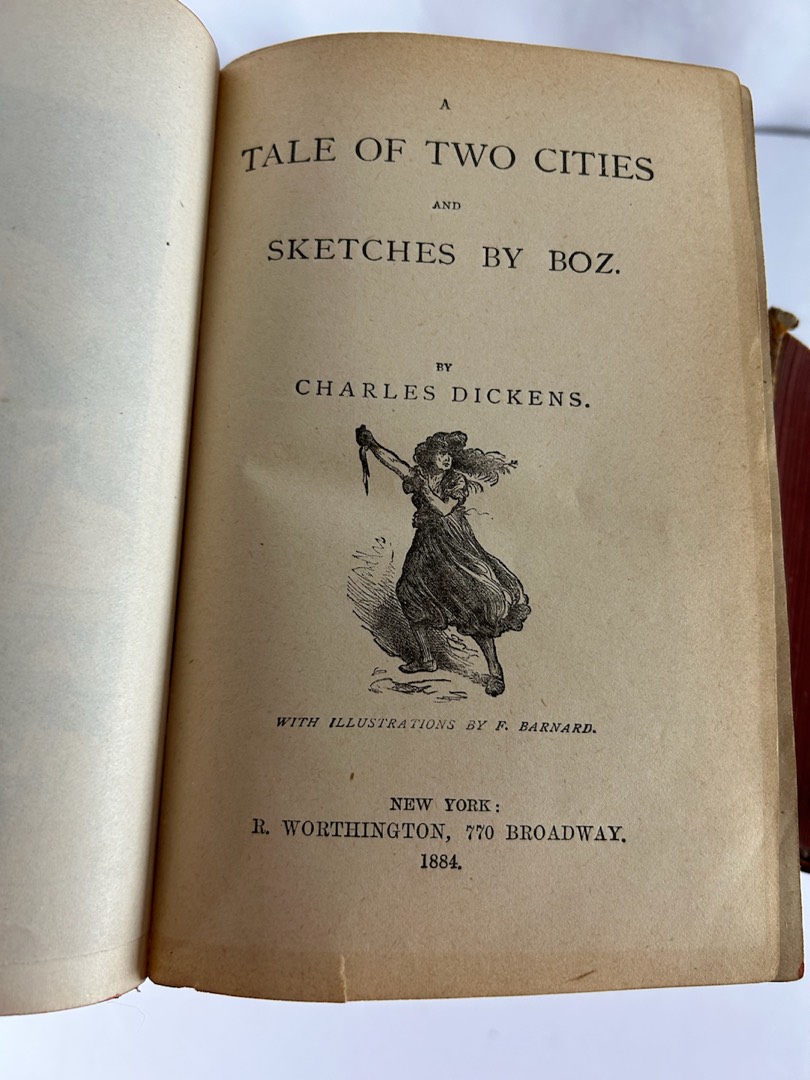 A
TALE OF TWO CITIES
AND
SKETCHES BY BOZ.
BY
CHARLES DICKENS.
WITH ILLUSTRATIONS BY F. BARNARD.
NEW YORK:
R. WORTHINGTON, 770 BROADWAY.
1884.